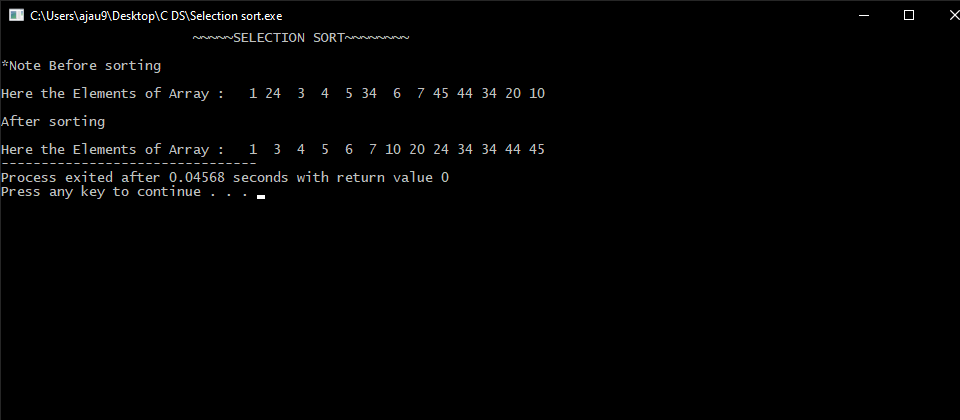 C:\Users\ajau9\Desktop\C DS\Selection sort.exe
~~~~~SELECTION SORT~~~~~~~~
*Note Before sorting
Here the Elements of Array :   1 24  3  4  5 34  6  7 45 44 34 20 10
After sorting
Here the Elements of Array :   1  3  4  5  6  7 10 20 24 34 34 44 45
--------------------------------
Process exited after 0.04568 seconds with return value 0
Press any key to continue . . .